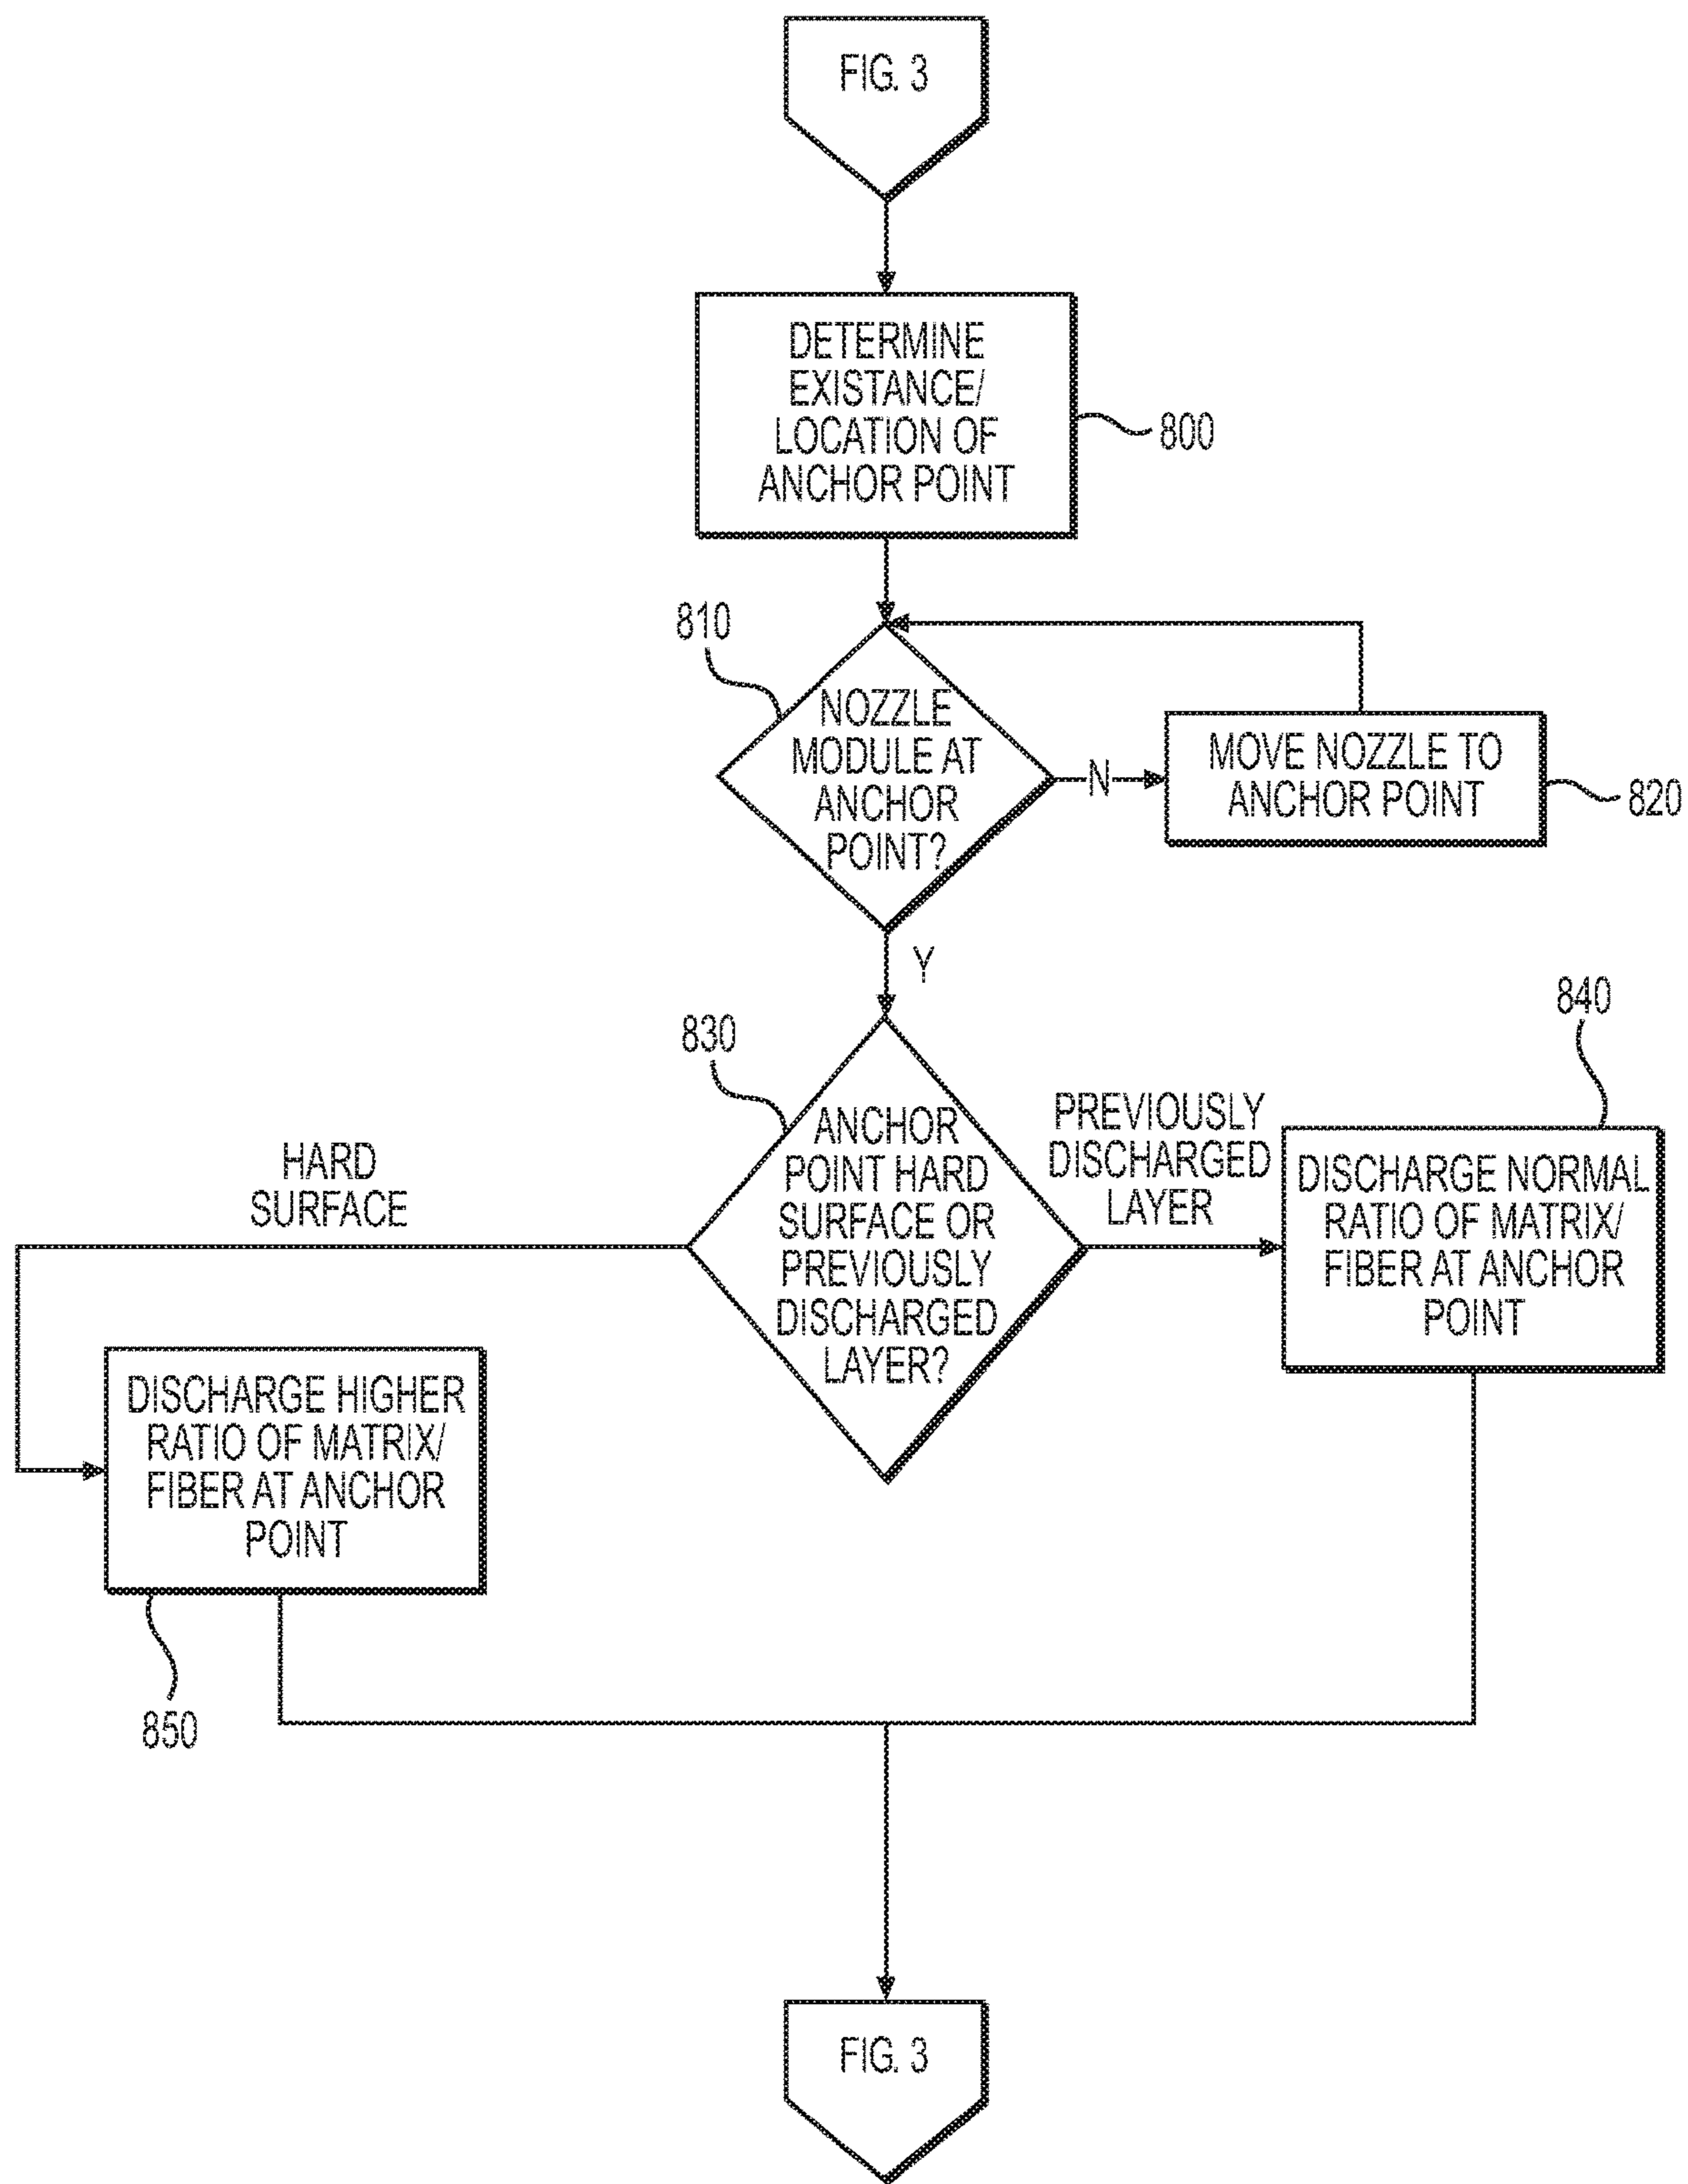 FIG. 3
DETERMINE
EXISTANCE/
LOCATION OF
ANCHOR POINT
800
810
NOZZLE
MODULE AT
ANCHOR
POINT?
N
MOVE NOZZLE TO
ANCHOR POINT
820
Y
830
ANCHOR
POINT HARD
SURFACE OR
PREVIOUSLY
DISCHARGED
LAYER?
HARD
SURFACE
PREVIOUSLY
DISCHARGED
LAYER
840
DISCHARGE NORMAL
RATIO OF MATRIX/
FIBER AT ANCHOR
POINT
DISCHARGE HIGHER
RATIO OF MATRIX/
FIBER AT ANCHOR
POINT
850
FIG. 3